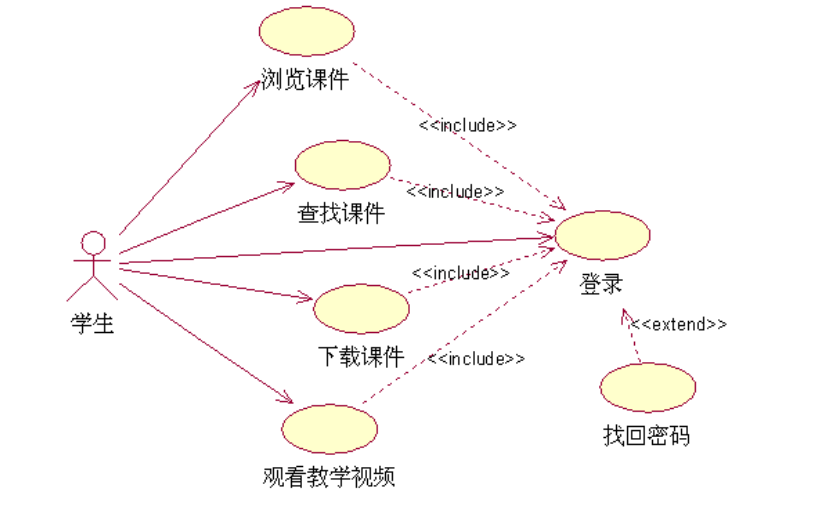 浏览课件
<<include>>
查找课件
<<include>>
登录
<<include>>
学生
<<extend>>
下载课件
<<include>>
找回密码
观看教学视频